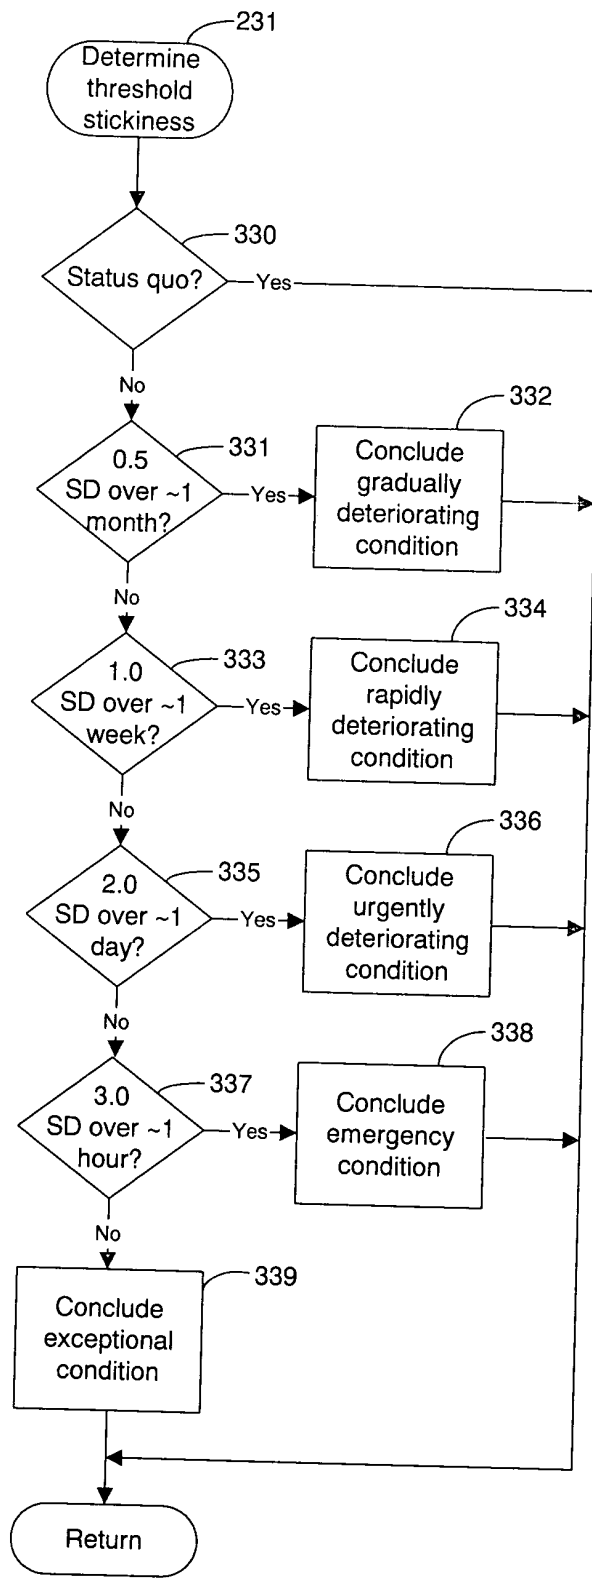 231
Determine
threshold
stickiness
330
Status quo?
Yes
No
332
331
0.5
SD over ~1
month?
Yes
Conclude
gradually
deteriorating
condition
No
334
333
1.0
SD over ~1
week?
Yes
Conclude
rapidly
deteriorating
condition
No
336
335
2.0
SD over ~1
day?
Yes
Conclude
urgently
deteriorating
condition
No
338
337
3.0
SD over ~1
hour?
Yes
Conclude
emergency
condition
No
339
Conclude
exceptional
condition
Return